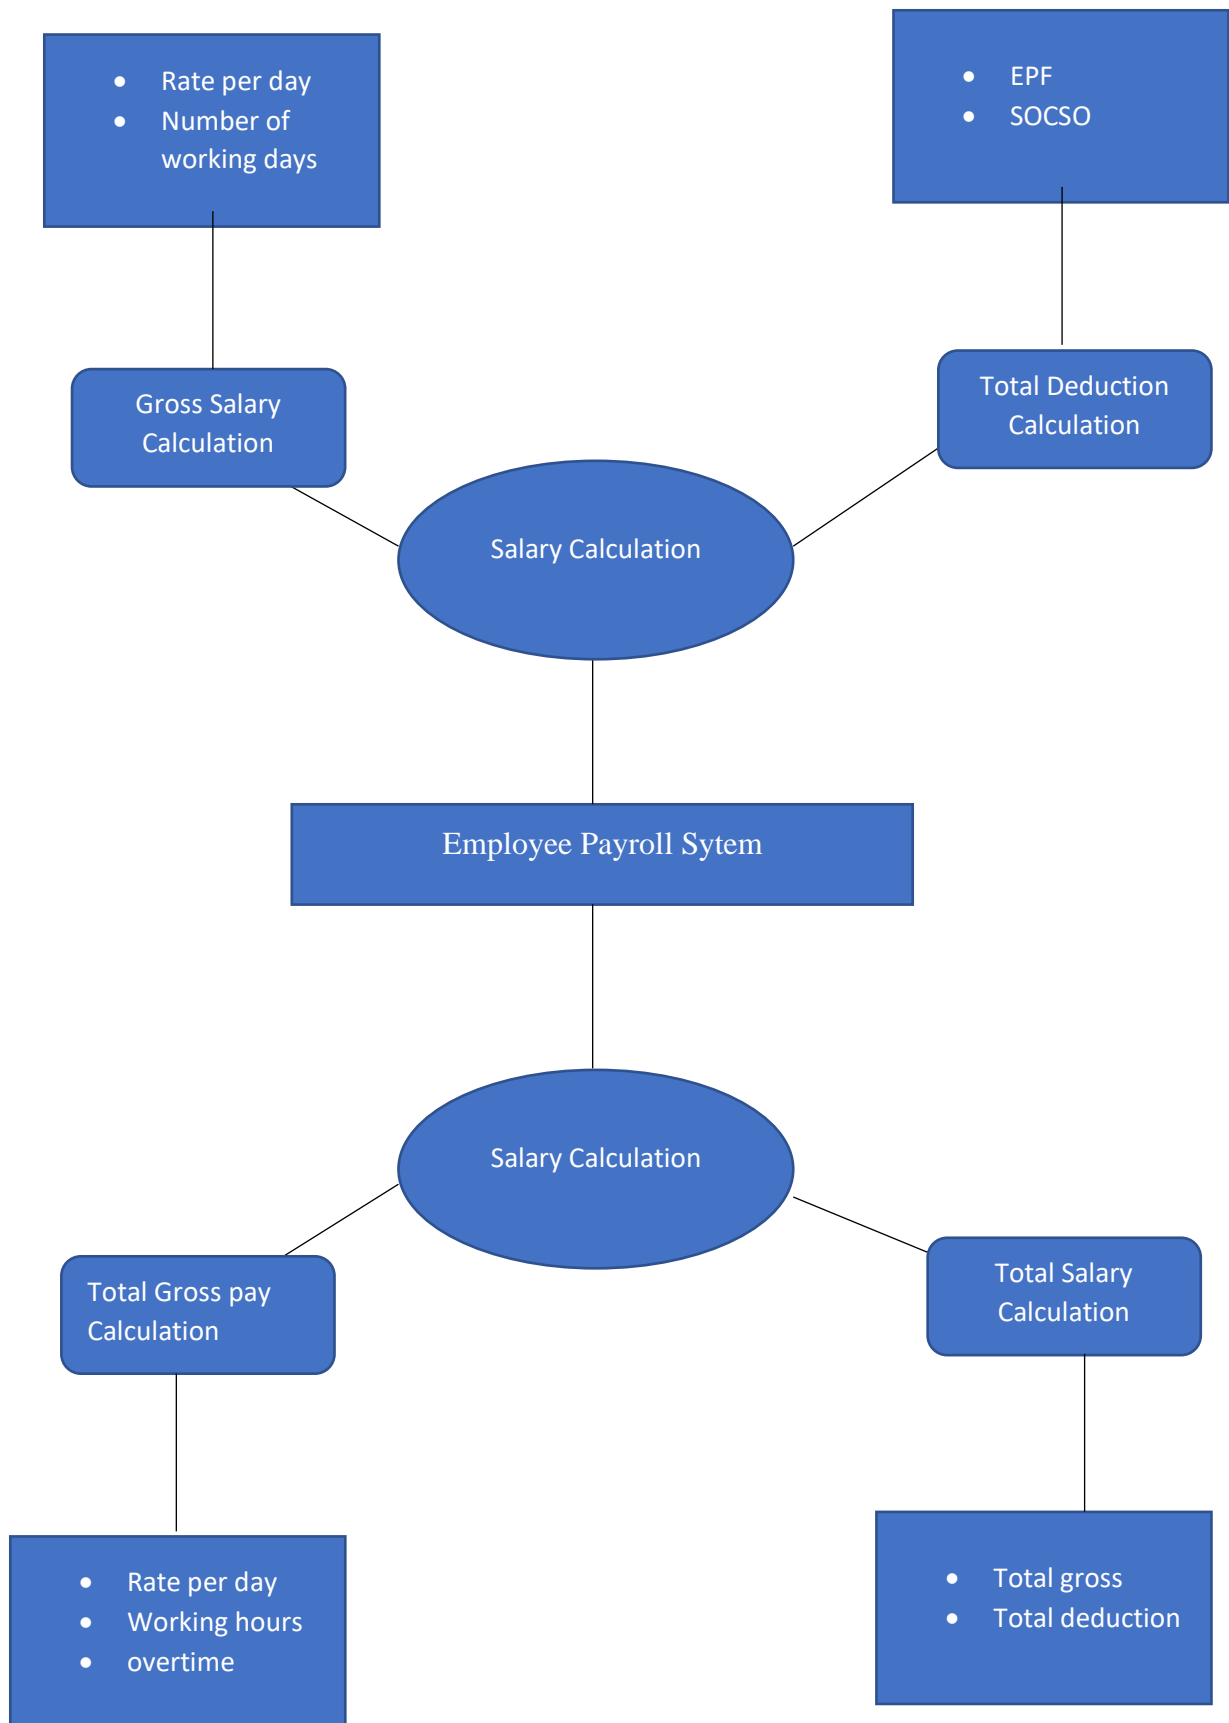 • Rate per day
• Number of
working days
• EPF
• SOCSO
Gross Salary
Calculation
Total Deduction
Calculation
Salary Calculation
Employee Payroll Sytem
Salary Calculation
Total Gross pay
Calculation
Total Salary
Calculation
• Rate per day
• Working hours
• overtime
• Total gross
• Total deduction